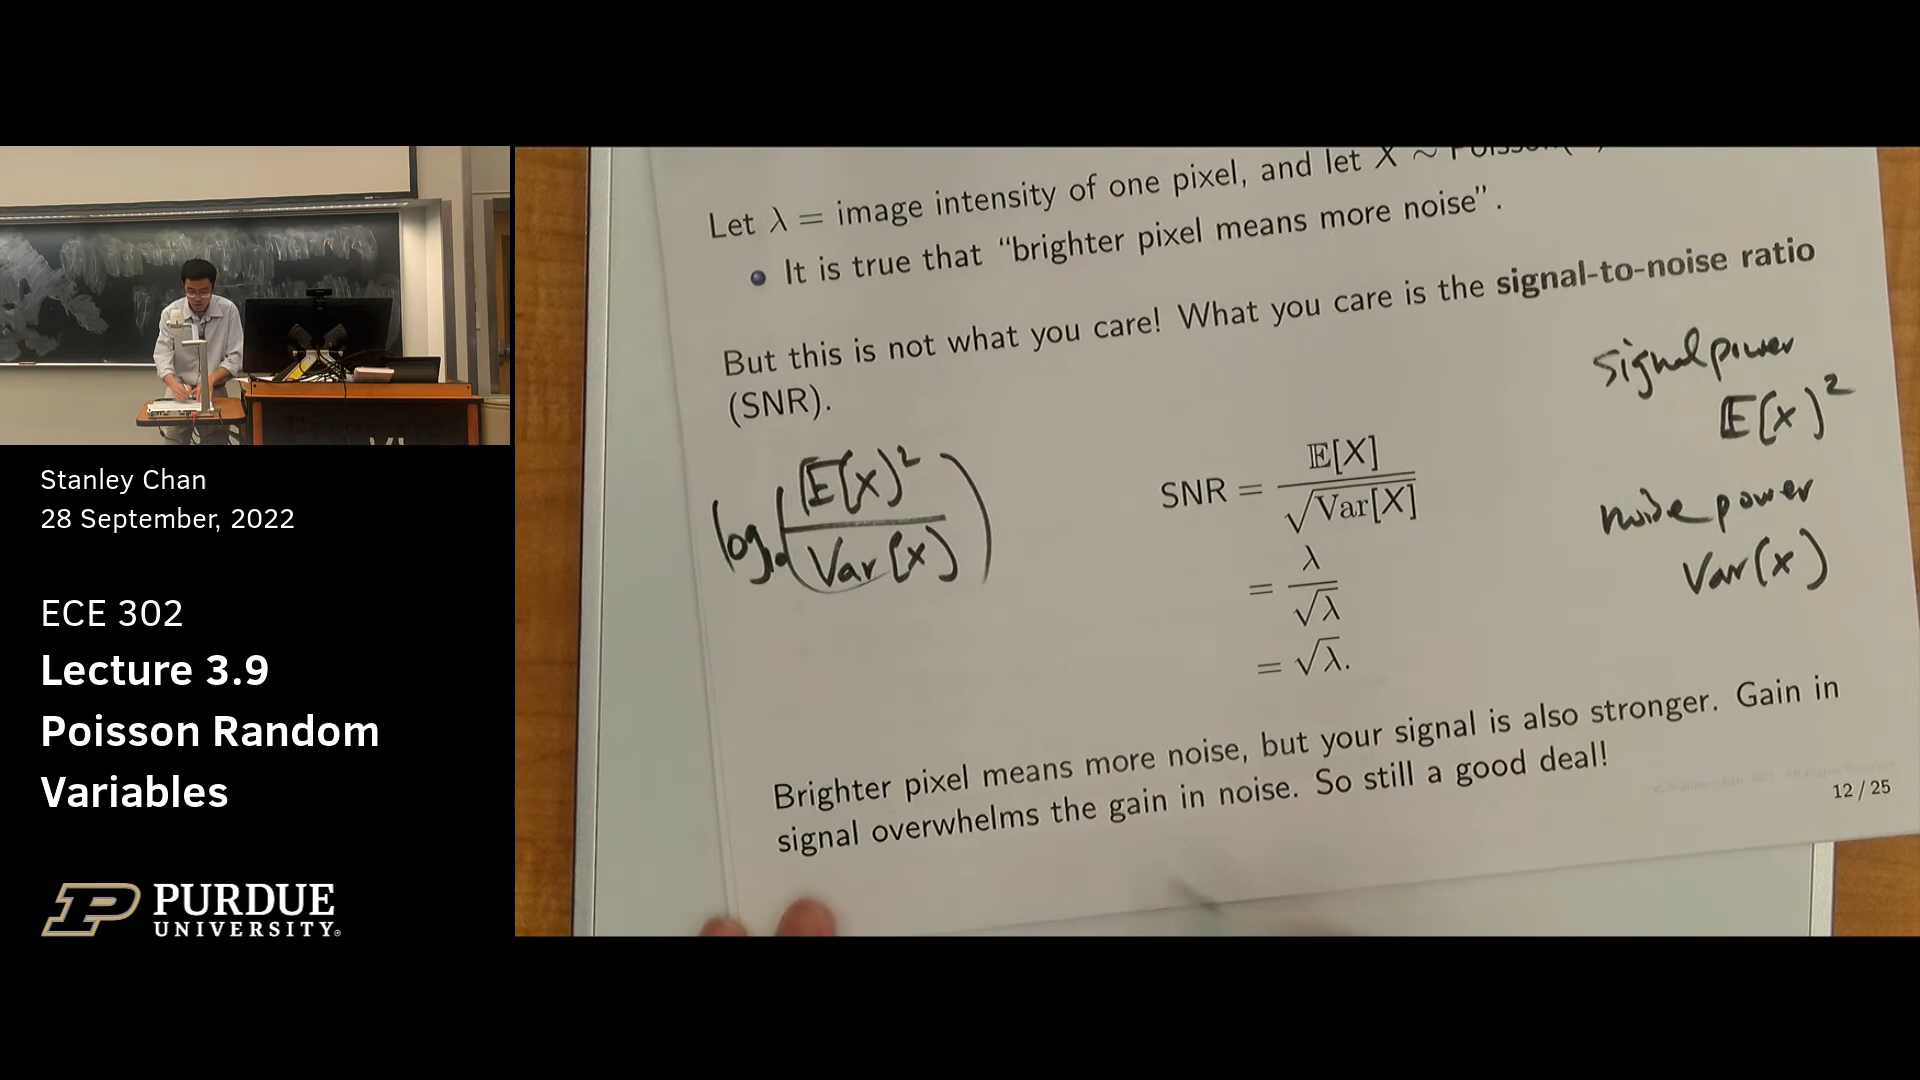 Stanley Chan
28 September, 2022
ECE 302
Lecture 3.9
Poisson Random
Variables
PURDUE
UNIVERSITY®
Let λ = image intensity of one pixel, and let X ~ Poisson(
• It is true that “brighter pixel means more noise”.
But this is not what you care! What you care is the signal-to-noise ratio
(SNR).
signal power
E[X]²
noise power
Var[X]
log.(E[X]² / Var[X])
SNR = E[X] / √Var[X]
= λ / √λ
= √λ.
Brighter pixel means more noise, but your signal is also stronger. Gain in
signal overwhelms the gain in noise. So still a good deal!
12 / 25